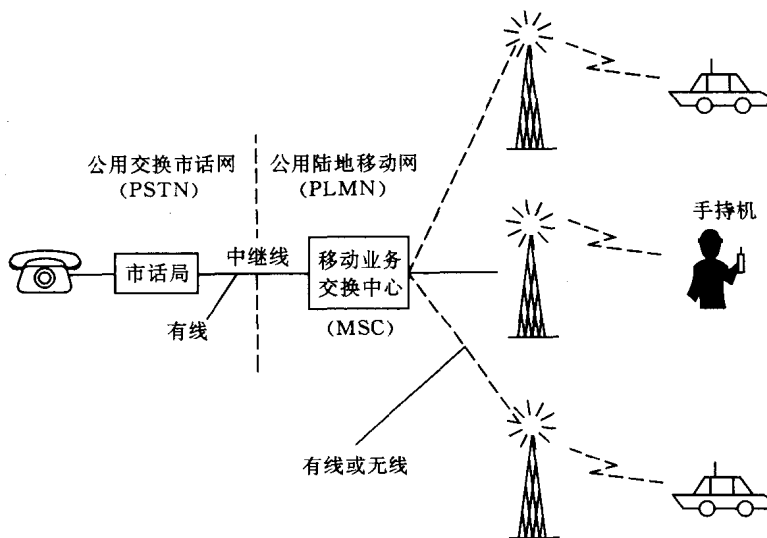 公用交换市话网
(PSTN)
公用陆地移动网
(PLMN)
手持机
市话局
中继线
移动业务
交换中心
(MSC)
有线
有线或无线